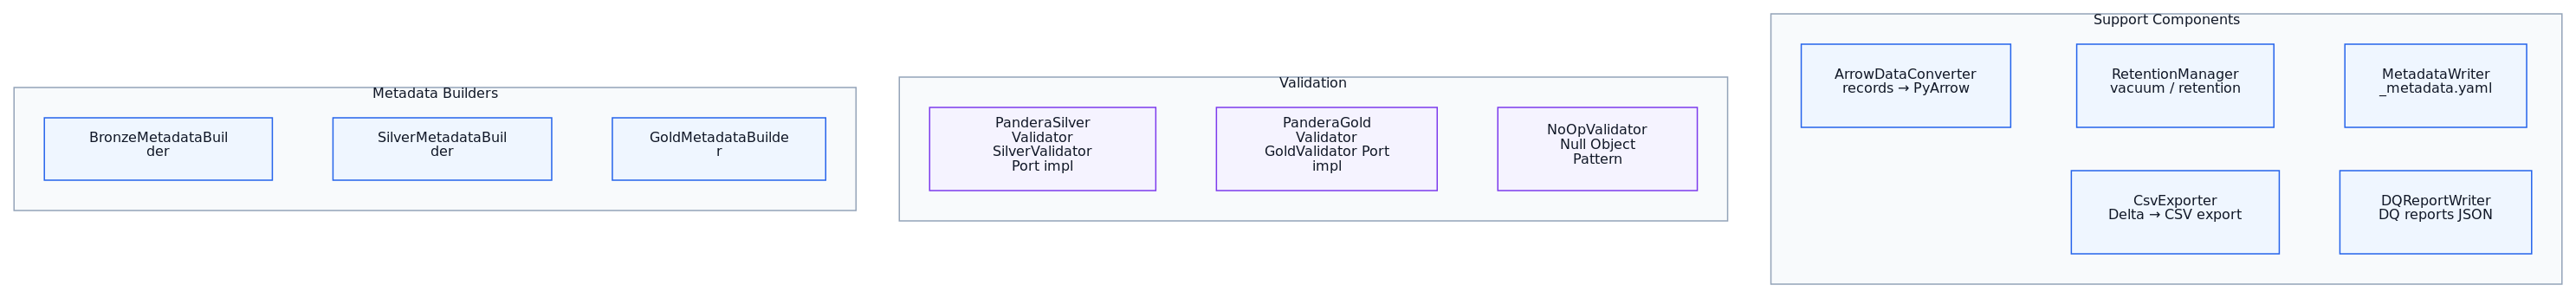 Metadata Builders
BronzeMetadataBuil
der
SilverMetadataBuil
der
GoldMetadataBuilde
r
Validation
PanderaSilver
Validator
SilverValidator
Port impl
PanderaGold
Validator
GoldValidator Port
impl
NoOpValidator
Null Object
Pattern
Support Components
ArrowDataConverter
records → PyArrow
RetentionManager
vacuum / retention
MetadataWriter
_metadata.yaml
CsvExporter
Delta → CSV export
DQReportWriter
DQ reports JSON